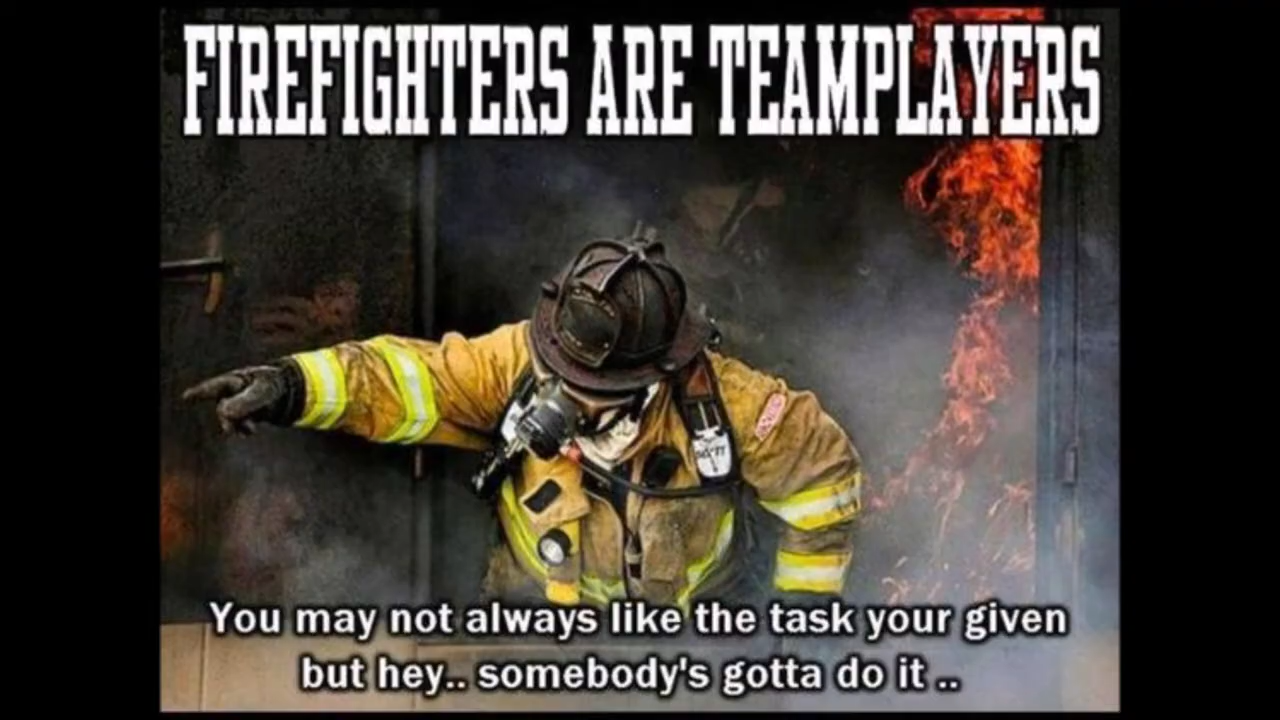 FIREFIGHTERS ARE TEAMPLAYERS
You may not always like the task your given
but hey.. somebody's gotta do it ..